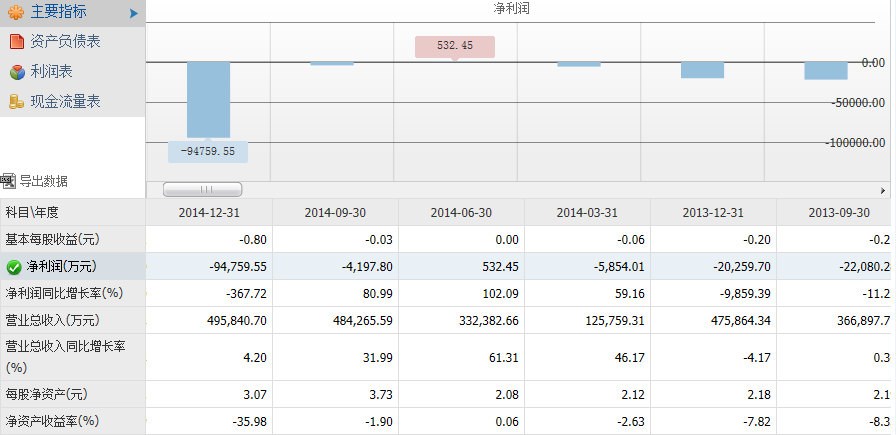 主要指标
资产负债表
利润表
现金流量表
导出数据
净利润
532.45
-94759.55
0.00
-50000.00
-100000.00
科目\年度 2014-12-31 2014-09-30 2014-06-30 2014-03-31 2013-12-31 2013-09-30
基本每股收益(元) -0.80 -0.03 0.00 -0.06 -0.20 -0.2
净利润(万元) -94,759.55 -4,197.80 532.45 -5,854.01 -20,259.70 -22,080.2
净利润同比增长率(%) -367.72 80.99 102.09 59.16 -9,859.39 -11.2
营业总收入(万元) 495,840.70 484,265.59 332,382.66 125,759.31 475,864.34 366,897.7
营业总收入同比增长率
(%) 4.20 31.99 61.31 46.17 -4.17 0.3
每股净资产(元) 3.07 3.73 2.08 2.12 2.18 2.1
净资产收益率(%) -35.98 -1.90 0.06 -2.63 -7.82 -8.3